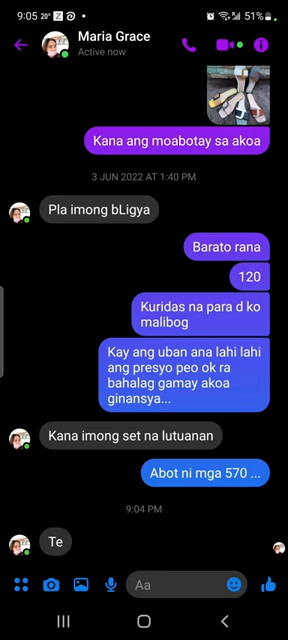 9:05 20° Z 51%
Maria Grace
Active now
Kana ang moabotay sa akoa
3 JUN 2022 AT 1:40 PM
Pla imong bLigya
Barato rana
120
Kuridas na para d ko
malibog
Kay ang uban ana lahi lahi
ang presyo peo ok ra
bahalag gamay akoa
ginansya...
Kana imong set na lutuanan
Abot ni mga 570 ...
9:04 PM
Te
Aa